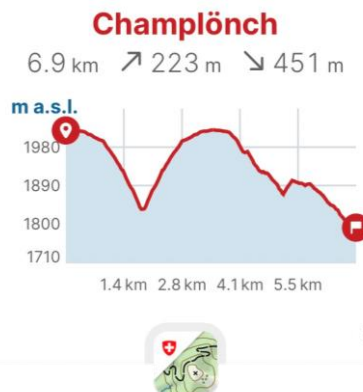 Champlönch
6.9 km ↗ 223 m ↘ 451 m
m a.s.l.
1980
1890
1800
1710
1.4 km 2.8 km 4.1 km 5.5 km